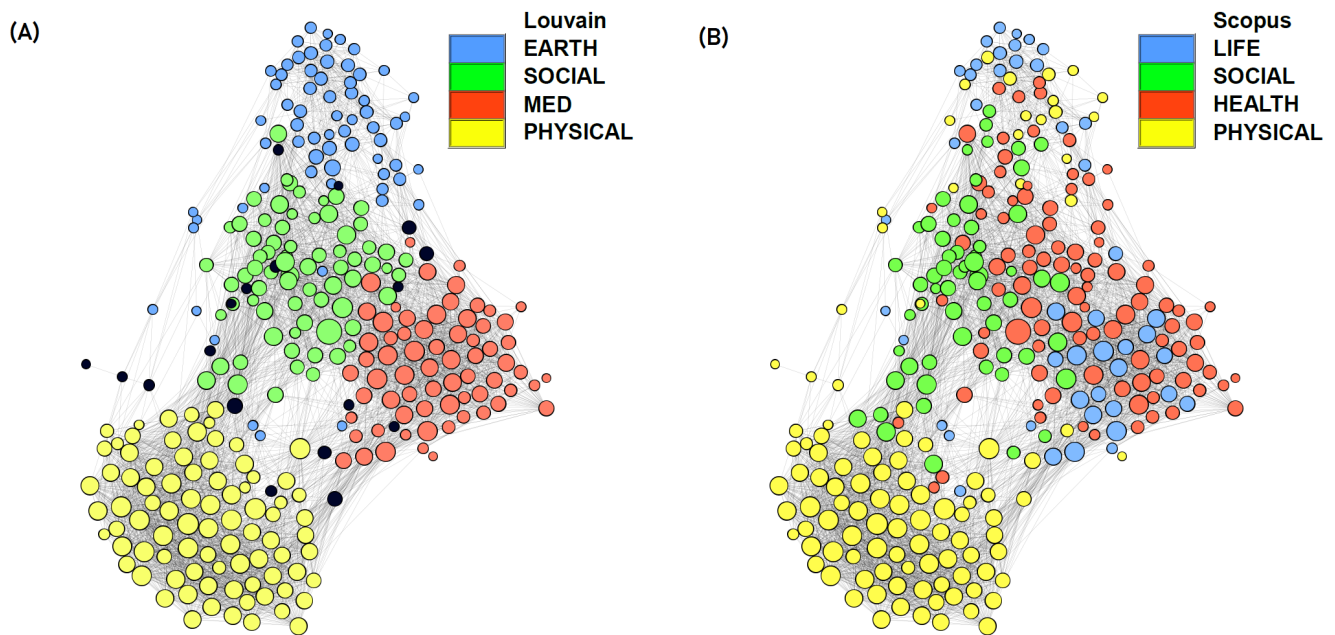 (A)
Louvain
EARTH
SOCIAL
MED
PHYSICAL
(B)
Scopus
LIFE
SOCIAL
HEALTH
PHYSICAL